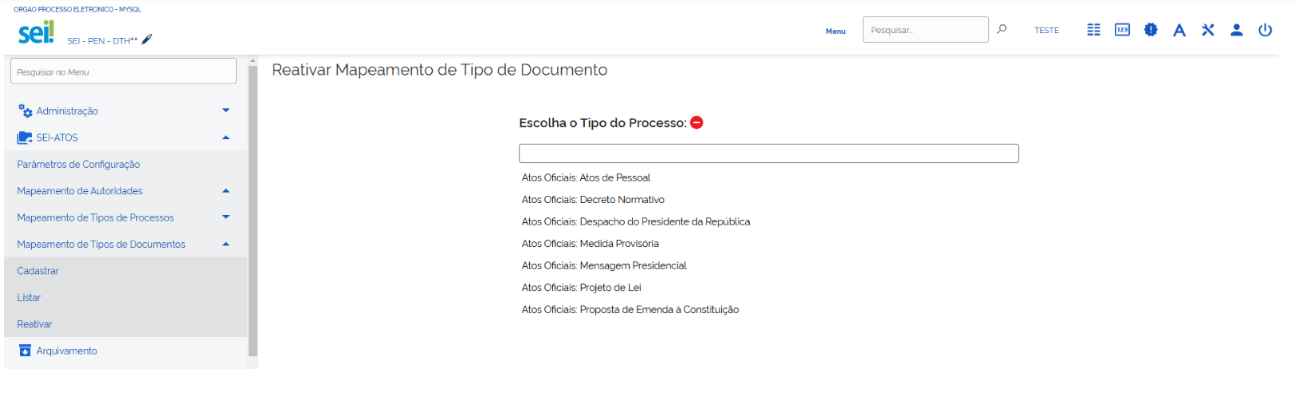 ORGAO PROCESSO ELETRONICO - MYSQL
sei!
SEI - PEN - DTH**
Menu
Pesquisar...
TESTE
123
A
Pesquisar no Menu
Administração
SEI-ATOS
Parâmetros de Configuração
Mapeamento de Autoridades
Mapeamento de Tipos de Processos
Mapeamento de Tipos de Documentos
Cadastrar
Listar
Reativar
Arquivamento
Reativar Mapeamento de Tipo de Documento
Escolha o Tipo do Processo:
Atos Oficiais: Atos de Pessoal
Atos Oficiais: Decreto Normativo
Atos Oficiais: Despacho do Presidente da República
Atos Oficiais: Medida Provisória
Atos Oficiais: Mensagem Presidencial
Atos Oficiais: Projeto de Lei
Atos Oficiais: Proposta de Emenda à Constituição